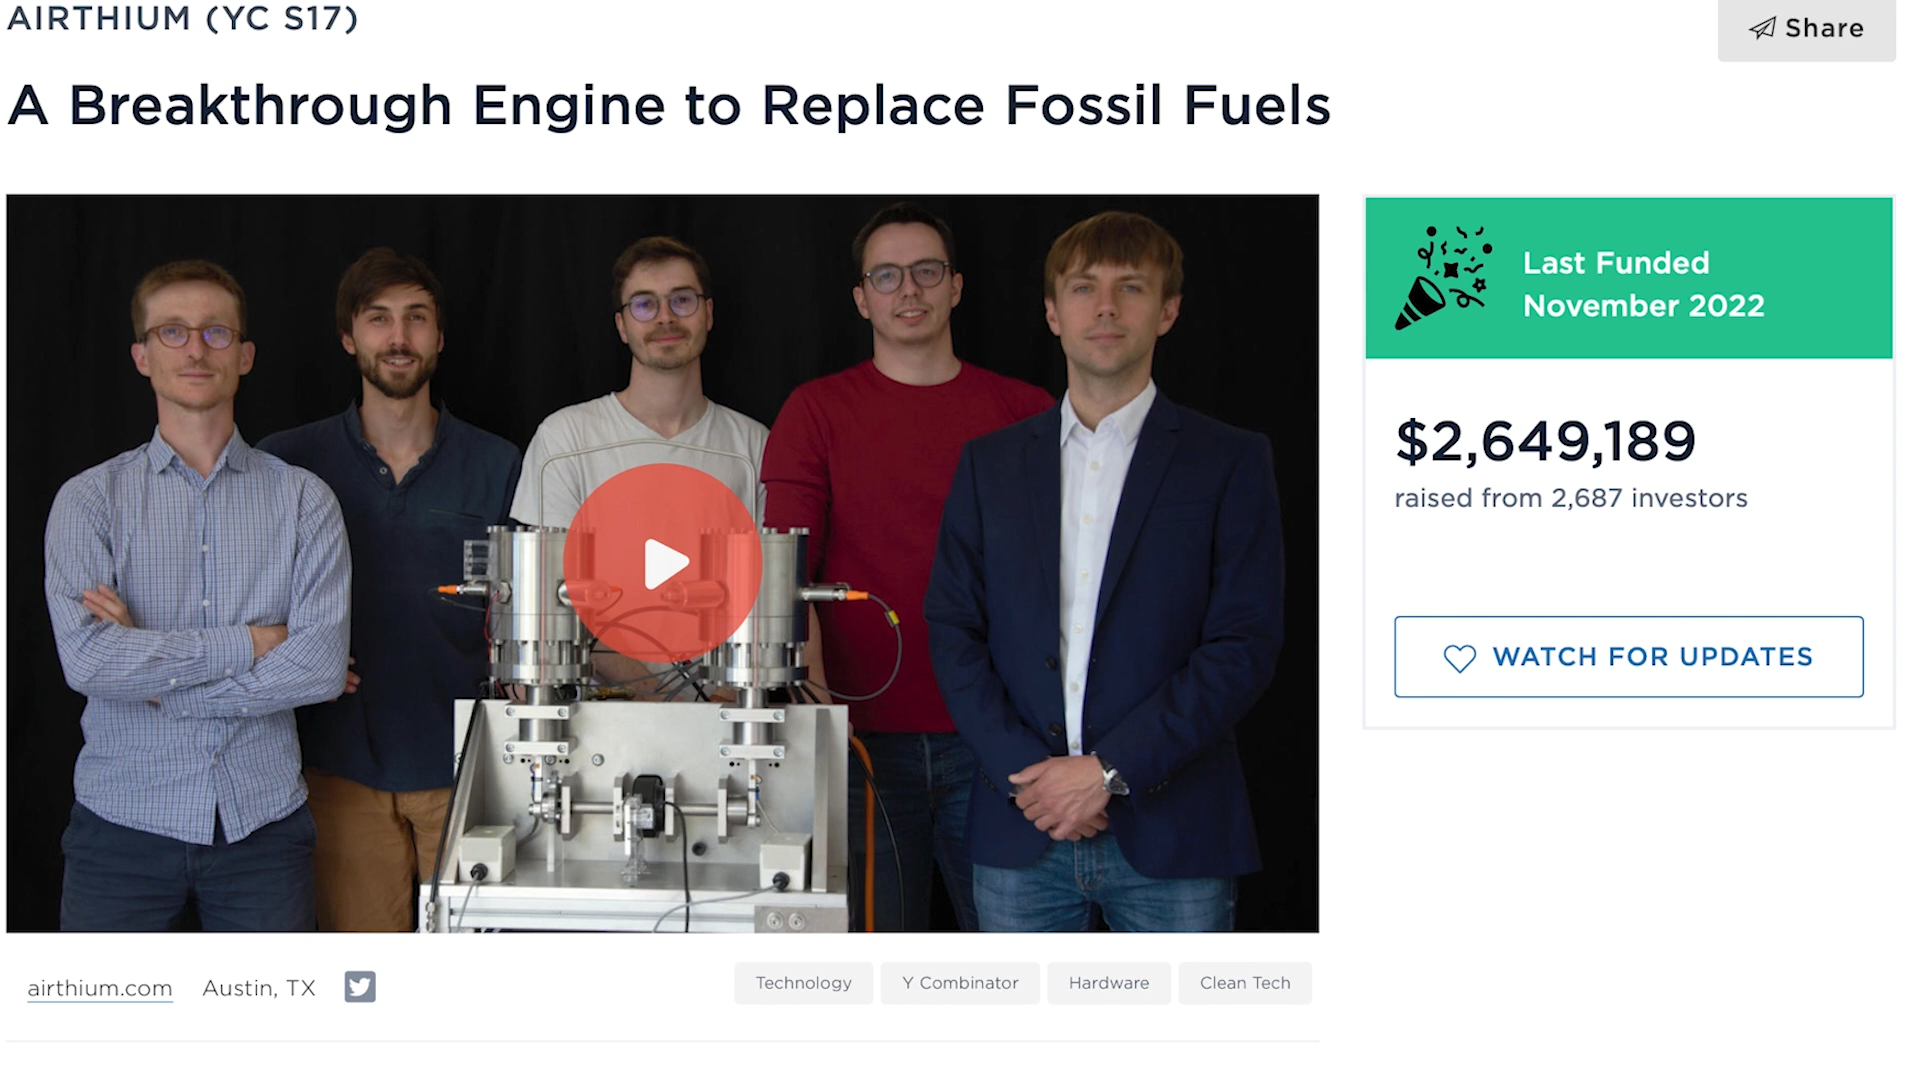 AIRTHIUM (YC S17)
Share
A Breakthrough Engine to Replace Fossil Fuels
Last Funded
November 2022
$2,649,189
raised from 2,687 investors
WATCH FOR UPDATES
airthium.com
Austin, TX
Technology
Y Combinator
Hardware
Clean Tech